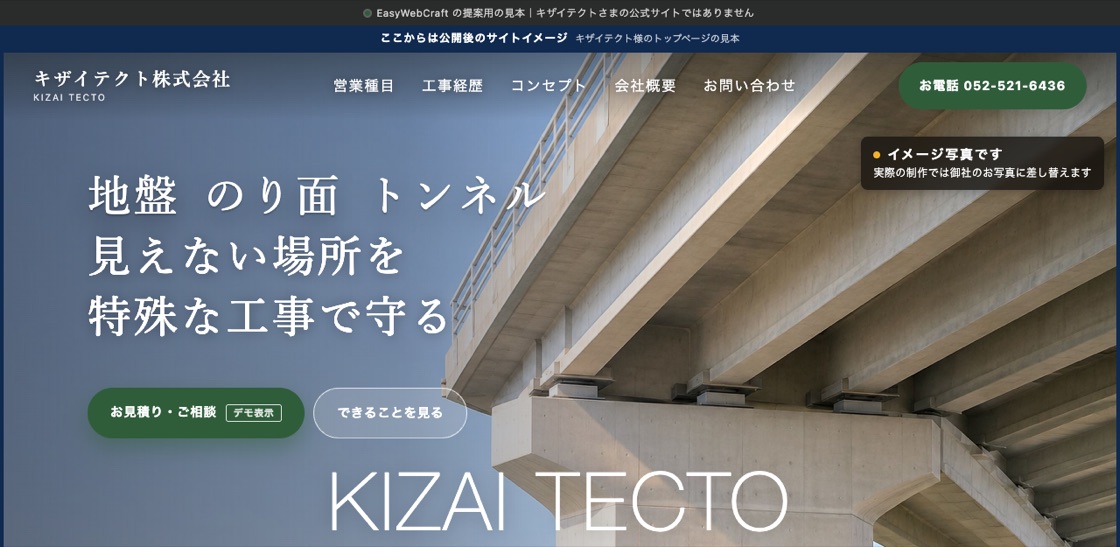 EasyWebCraft の提案用の見本｜キザイテクトさまの公式サイトではありません
ここからは公開後のサイトイメージ キザイテクト様のトップページの見本
キザイテクト株式会社
KIZAI TECTO
営業種目 工事経歴 コンセプト 会社概要 お問い合わせ
お電話 052-521-6436
イメージ写真です
実際の制作では御社のお写真に差し替えます
地盤 のり面 トンネル
見えない場所を
特殊な工事で守る
お見積り・ご相談 デモ表示
できることを見る
KIZAI TECTO